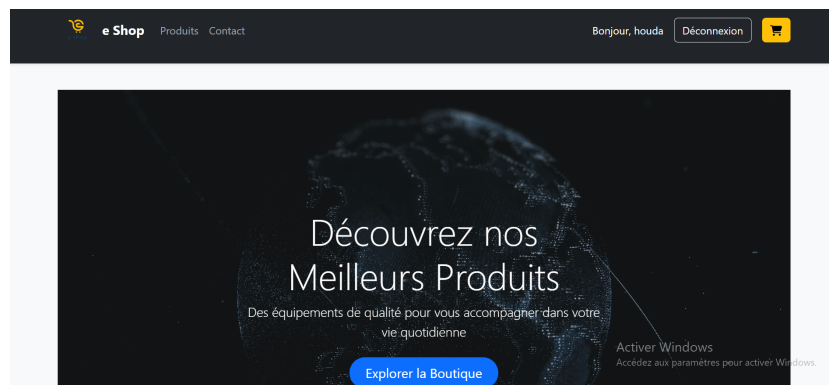 e Shop Produits Contact Bonjour, houda Déconnexion
Découvrez nos
Meilleurs Produits
Des équipements de qualité pour vous accompagner dans votre
vie quotidienne
Explorer la Boutique
Activer Windows
Accédez aux paramètres pour activer Windows.